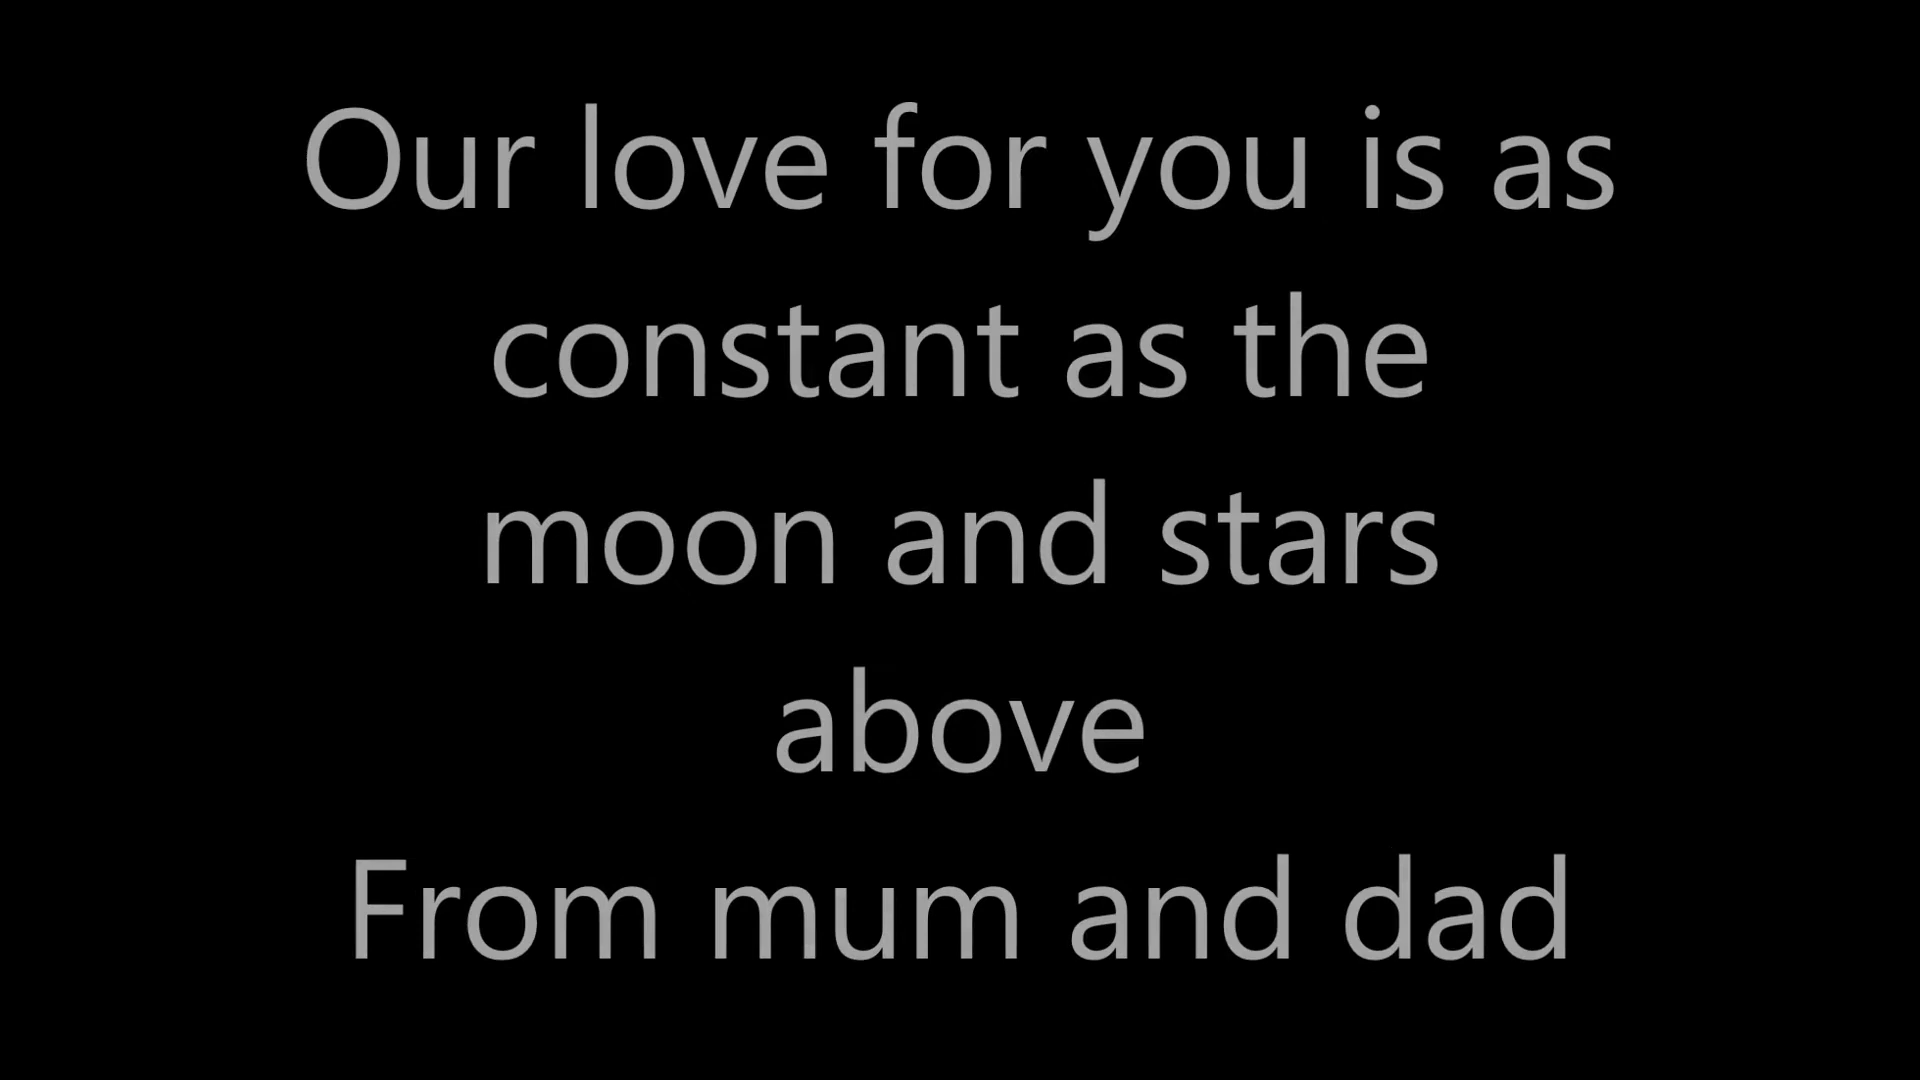 Our love for you is as
constant as the
moon and stars
above
From mum and dad